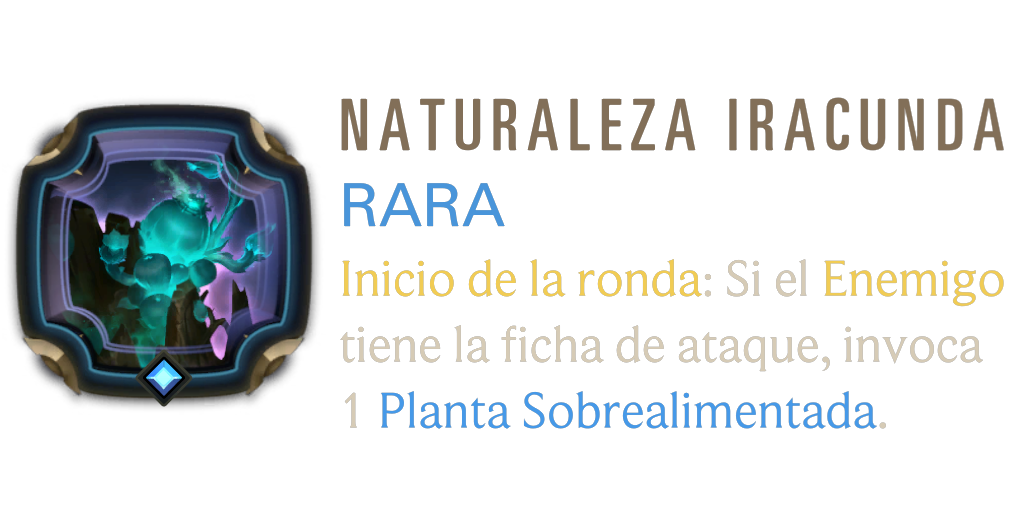 NATURALEZA IRACUNDA
RARA
Inicio de la ronda: Si el Enemigo
tiene la ficha de ataque, invoca
1 Planta Sobrealimentada.